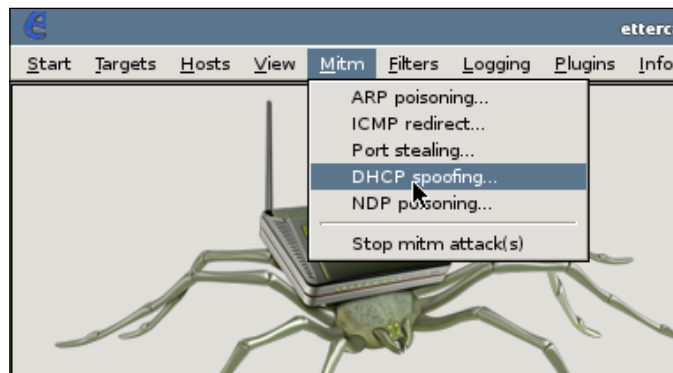 etterc
Start Targets Hosts View Mitm Filters Logging Plugins Info
ARP poisoning...
ICMP redirect...
Port stealing...
DHCP spoofing...
NDP poisoning...
Stop mitm attack(s)